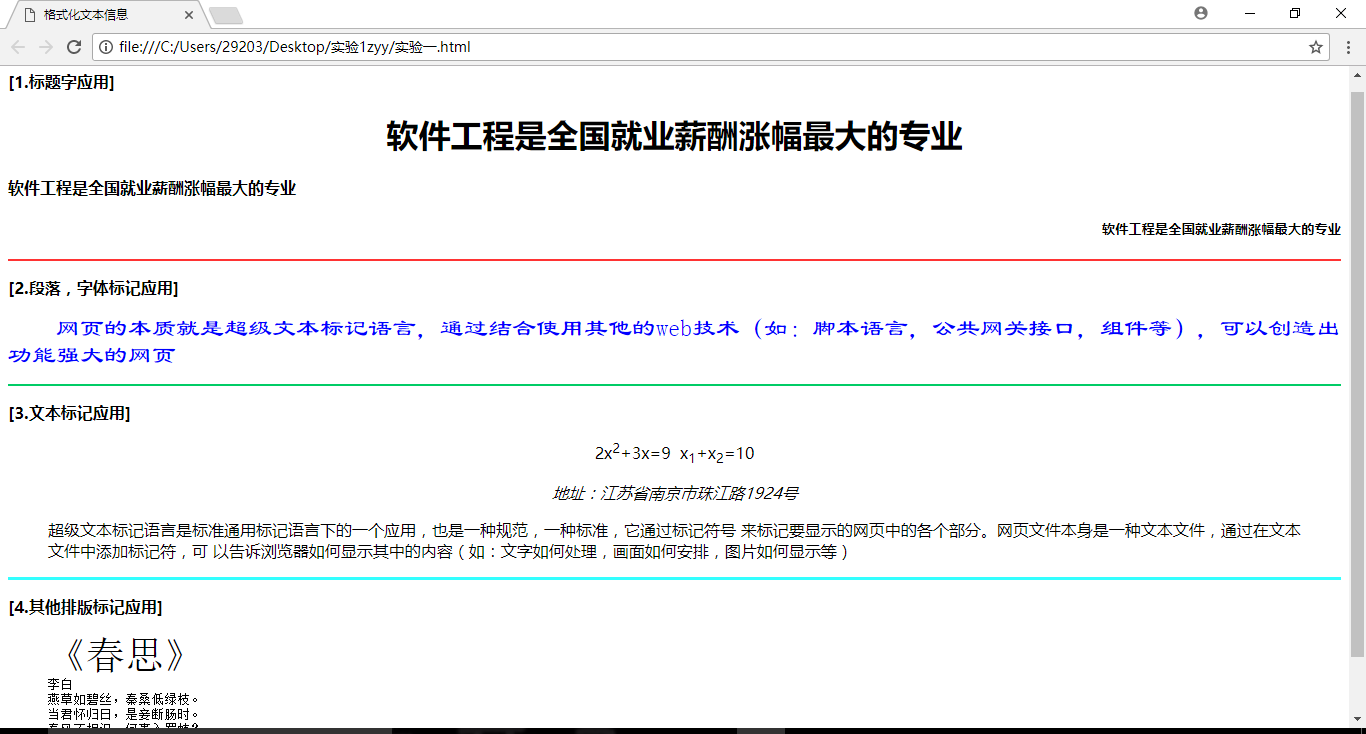 格式化文本信息
file:///C:/Users/29203/Desktop/实验1zyy/实验一.html
[1.标题字应用]
软件工程是全国就业薪酬涨幅最大的专业
软件工程是全国就业薪酬涨幅最大的专业
软件工程是全国就业薪酬涨幅最大的专业
[2.段落，字体标记应用]
网页的本质就是超级文本标记语言，通过结合使用其他的web技术（如：脚本语言，公共网关接口，组件等），可以创造出
功能强大的网页
[3.文本标记应用]
2x²+3x=9 x₁+x₂=10
地址：江苏省南京市珠江路1924号
超级文本标记语言是标准通用标记语言下的一个应用，也是一种规范，一种标准，它通过标记符号 来标记要显示的网页中的各个部分。网页文件本身是一种文本文件，通过在文本
文件中添加标记符，可 以告诉浏览器如何显示其中的内容（如：文字如何处理，画面如何安排，图片如何显示等）
[4.其他排版标记应用]
《春思》
李白
燕草如碧丝，秦桑低绿枝。
当君怀归日，是妾断肠时。